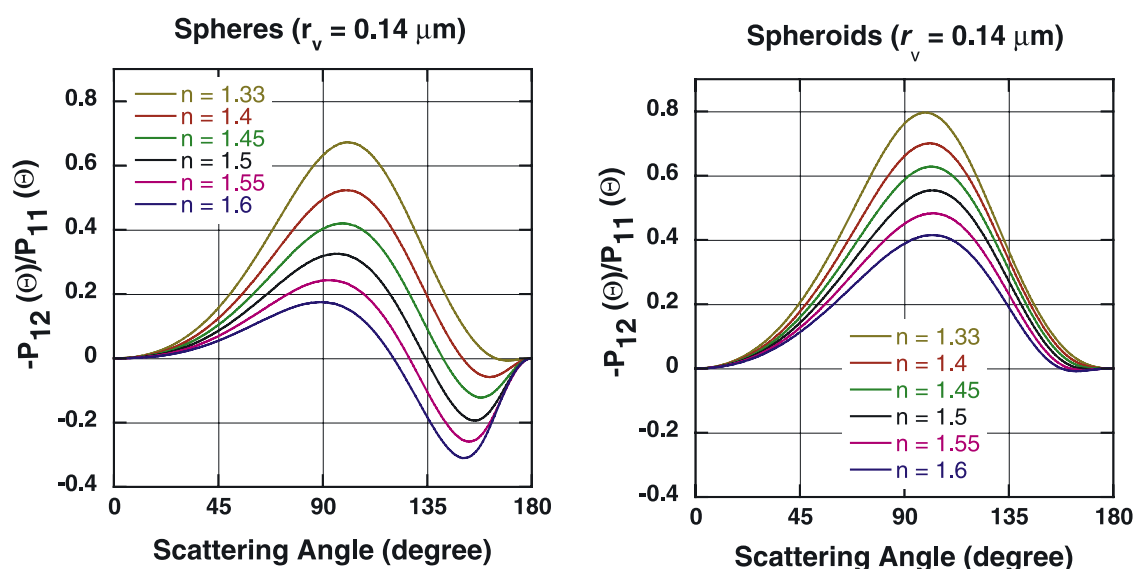 Spheres (rv = 0.14 μm)
-P12 (Θ)/P11 (Θ)
0.8
0.6
0.4
0.2
0
-0.2
-0.4
n = 1.33
n = 1.4
n = 1.45
n = 1.5
n = 1.55
n = 1.6
0 45 90 135 180
Scattering Angle (degree)
Spheroids (rv = 0.14 μm)
-P12 (Θ)/P11 (Θ)
0.8
0.6
0.4
0.2
0
-0.2
-0.4
n = 1.33
n = 1.4
n = 1.45
n = 1.5
n = 1.55
n = 1.6
0 45 90 135 180
Scattering Angle (degree)